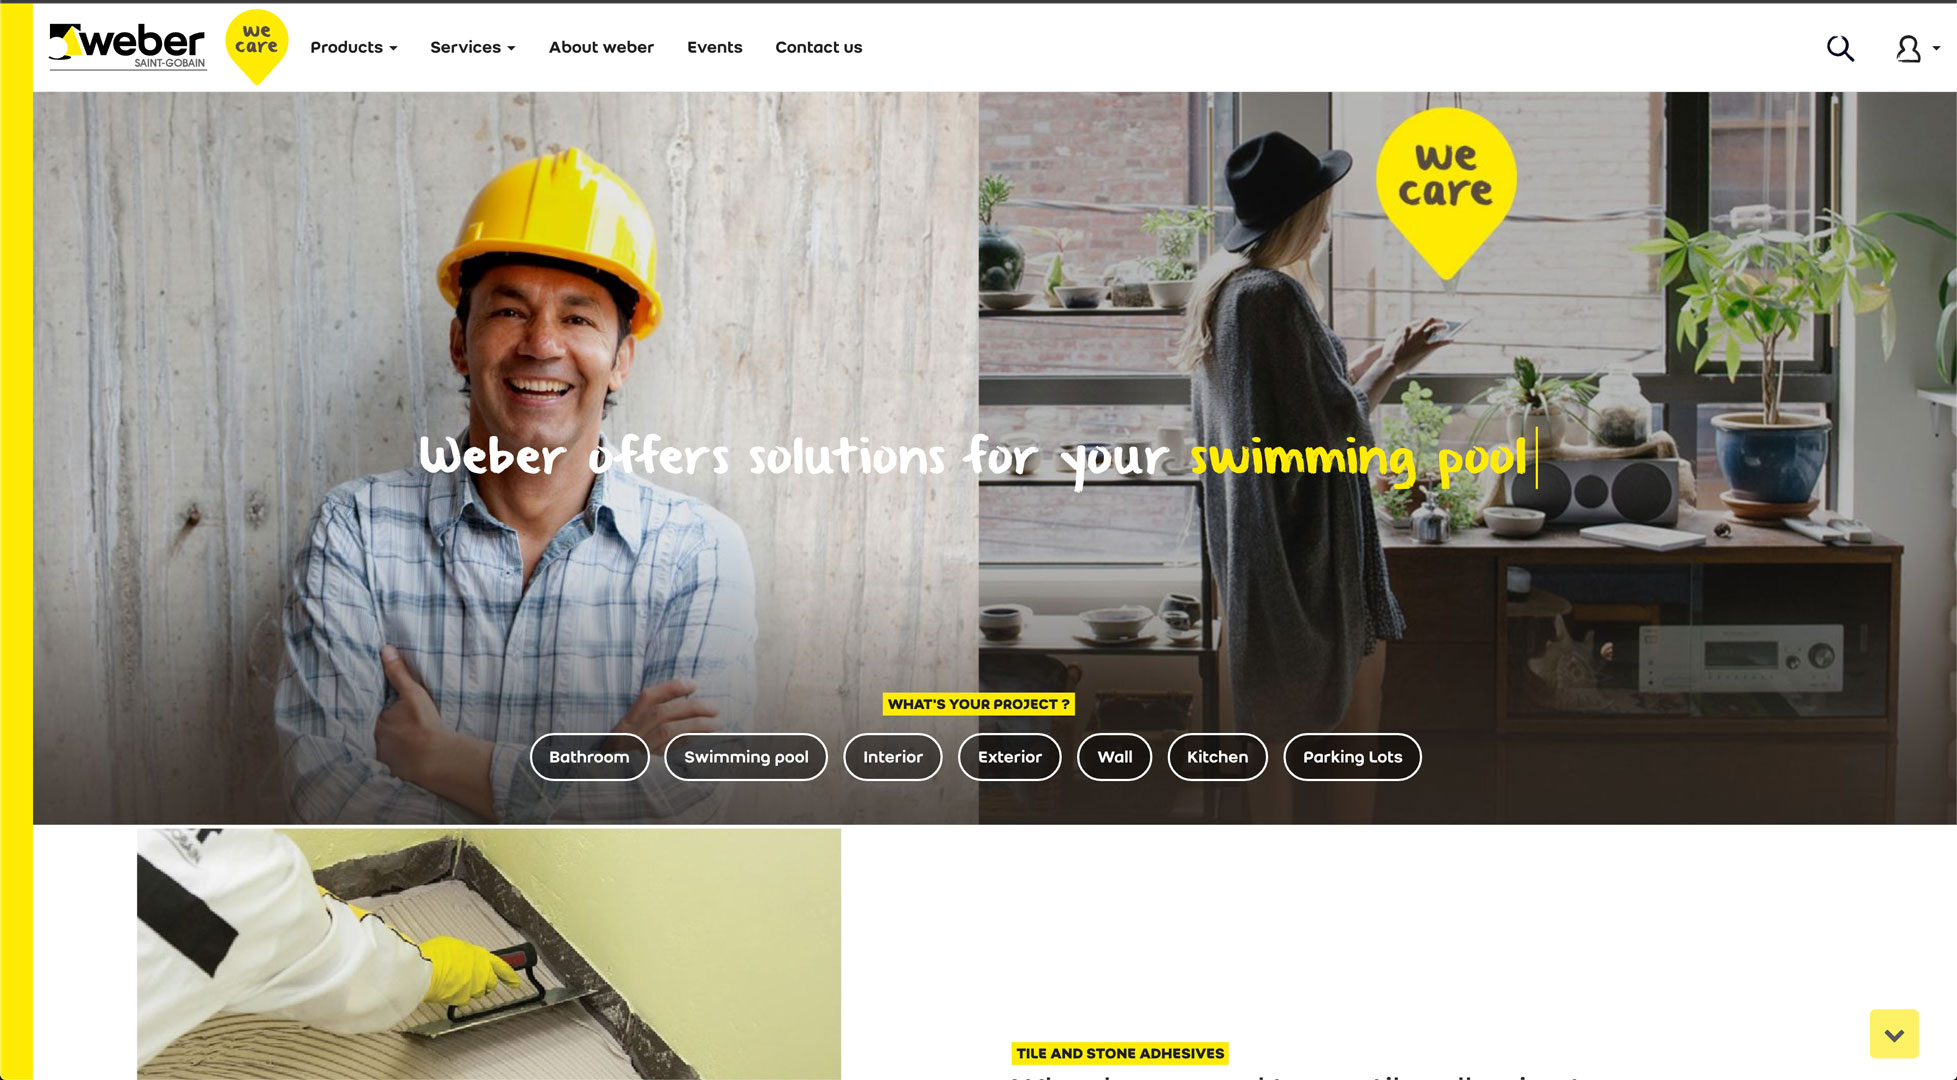 weber
SAINT-GOBAIN
we
care
Products
Services
About weber
Events
Contact us
we
care
Weber offers solutions for your swimming pool
WHAT'S YOUR PROJECT ?
Bathroom
Swimming pool
Interior
Exterior
Wall
Kitchen
Parking Lots
TILE AND STONE ADHESIVES